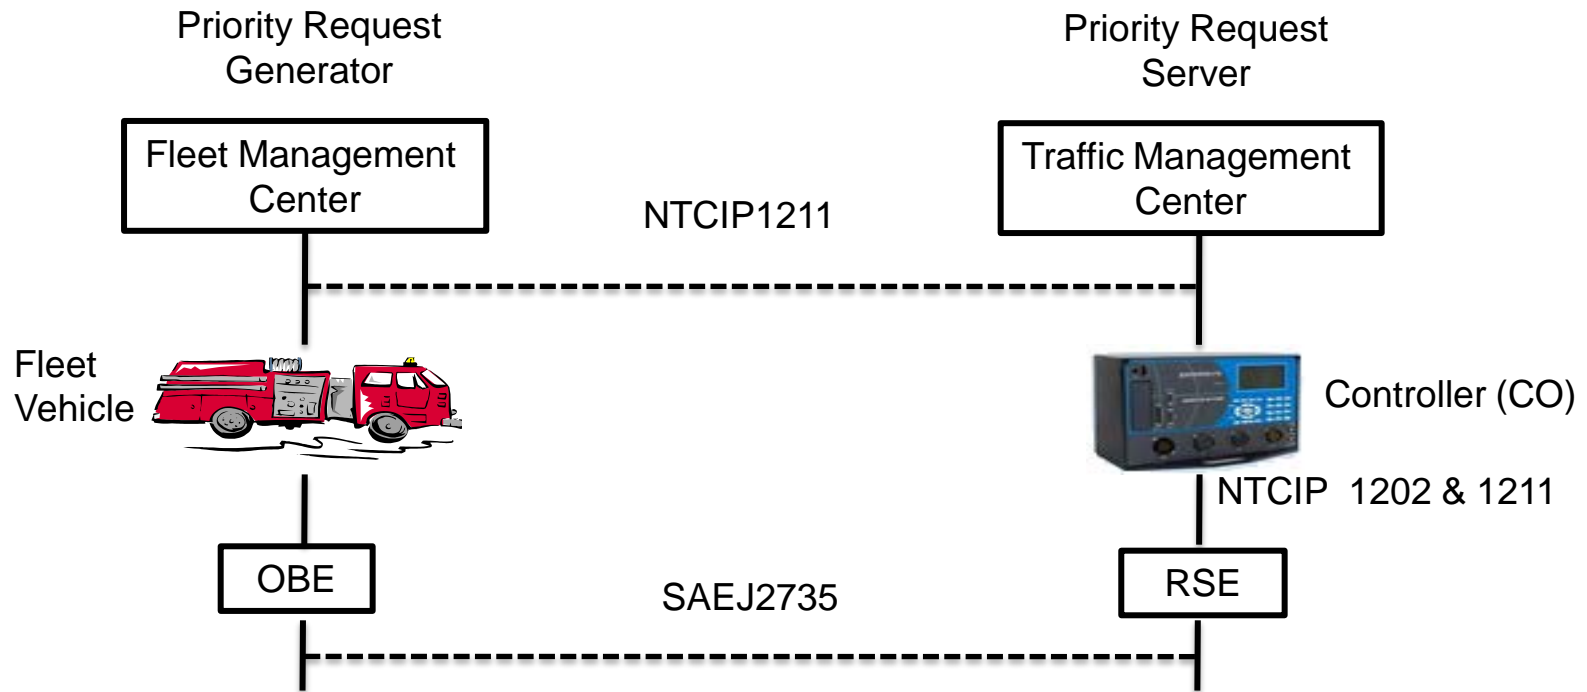 Priority Request
Generator
Priority Request
Server
Fleet Management
Center
Traffic Management
Center
NTCIP1211
Fleet
Vehicle
Controller (CO)
NTCIP 1202 & 1211
OBE
RSE
SAEJ2735